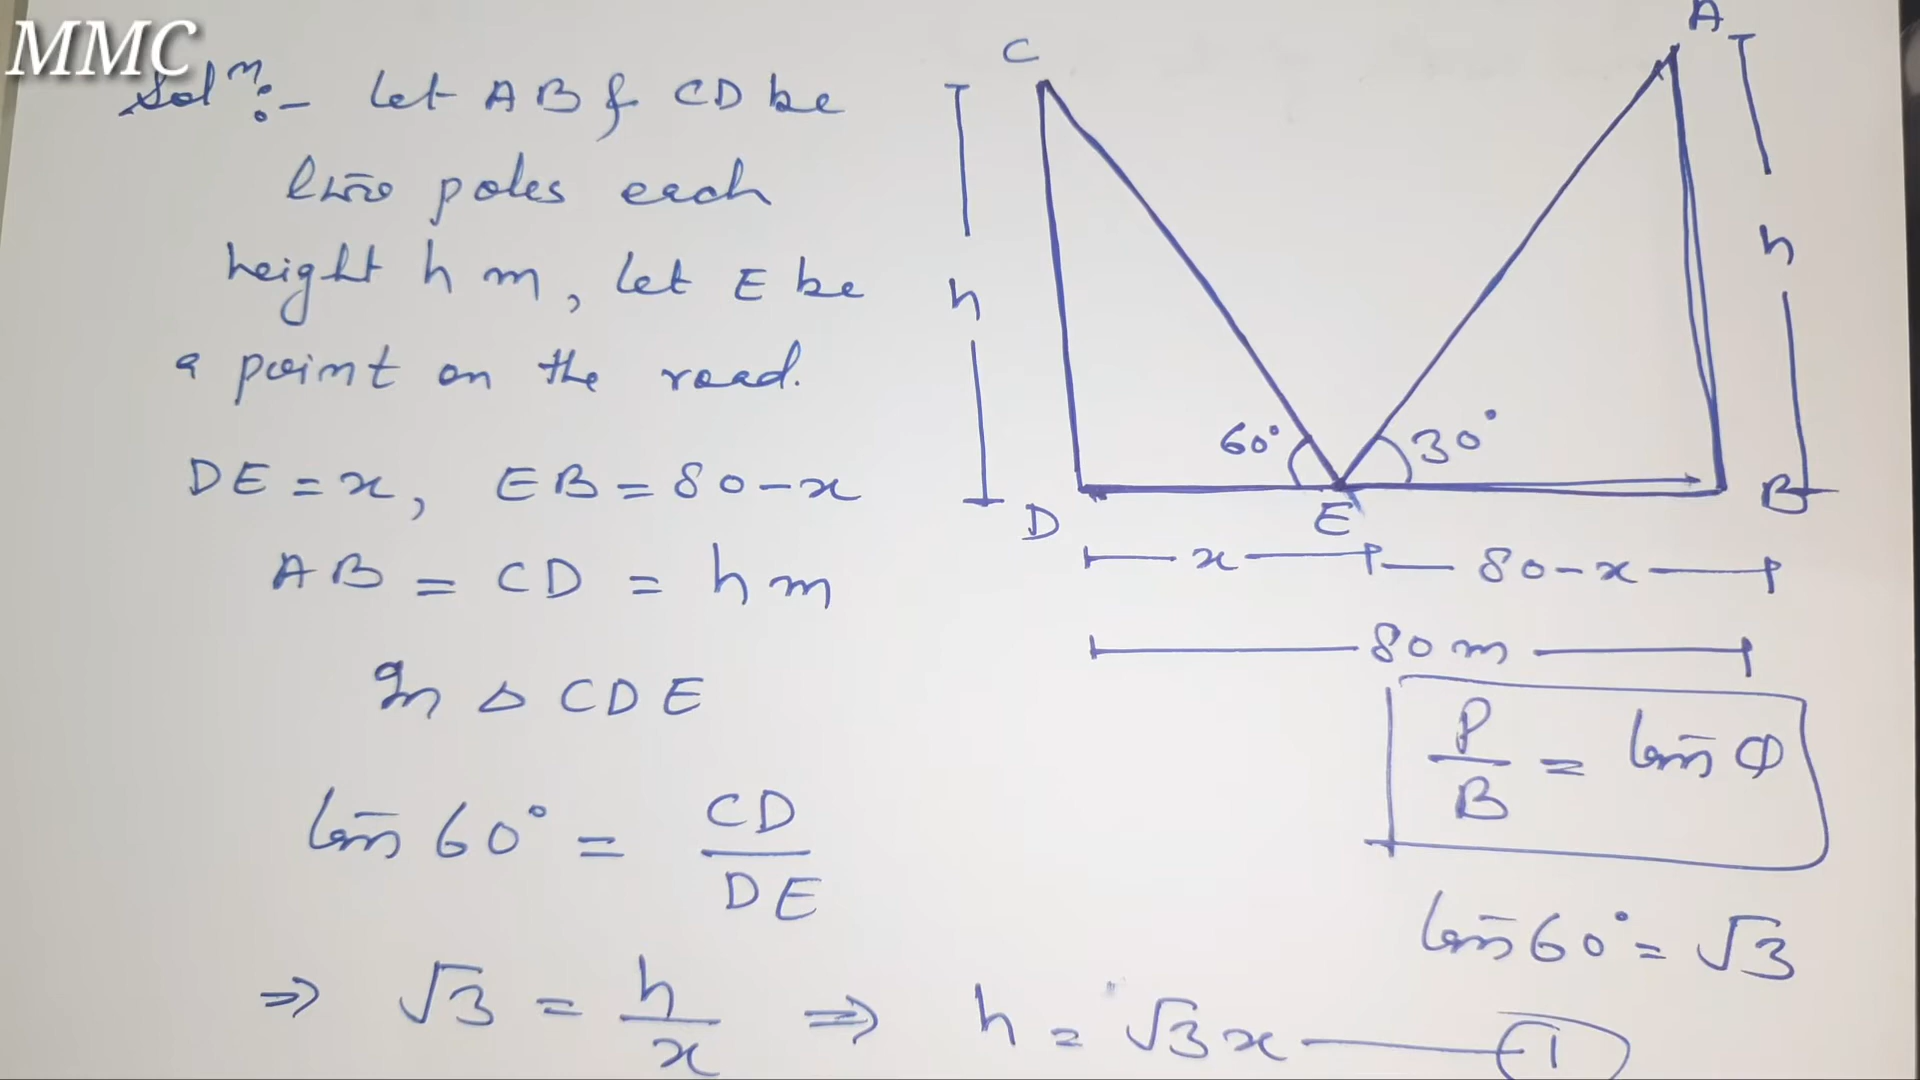 MMC
Solⁿ:- Let AB & CD be
two poles each
height h m, let E be
a point on the road.
DE = x, EB = 80-x
AB = CD = h m
In △ CDE
tan 60° = CD/DE
⇒ √3 = h/x ⇒ h = √3x — ①
C
A
h
h
60°
30°
D
E
B
x
80-x
80 m
P/B = tan θ
tan 60° = √3